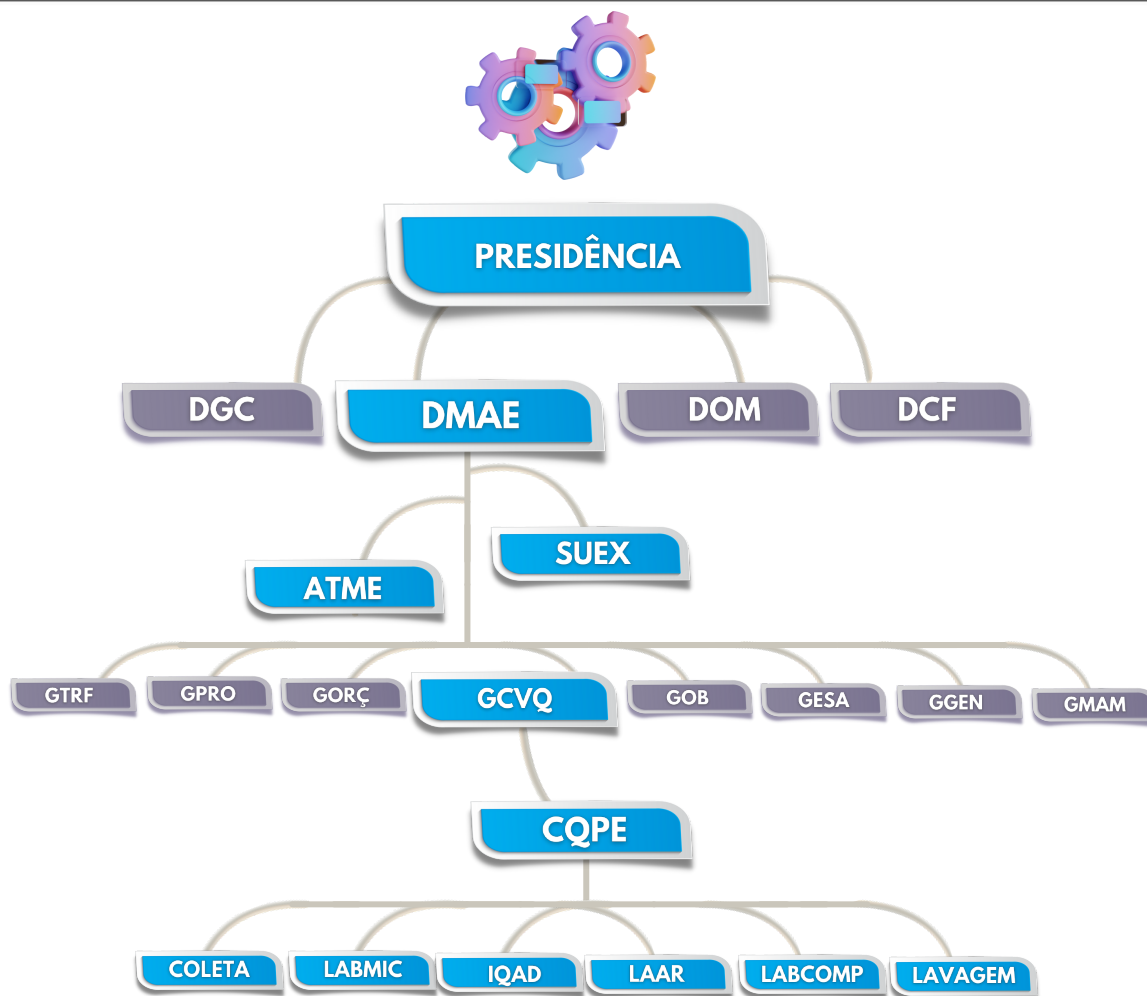 PRESIDÊNCIA
DGC
DMAE
DOM
DCF
SUEX
ATME
GTRF
GPRO
GORÇ
GCVQ
GOB
GESA
GGEN
GMAM
CQPE
COLETA
LABMIC
IQAD
LAAR
LABCOMP
LAVAGEM